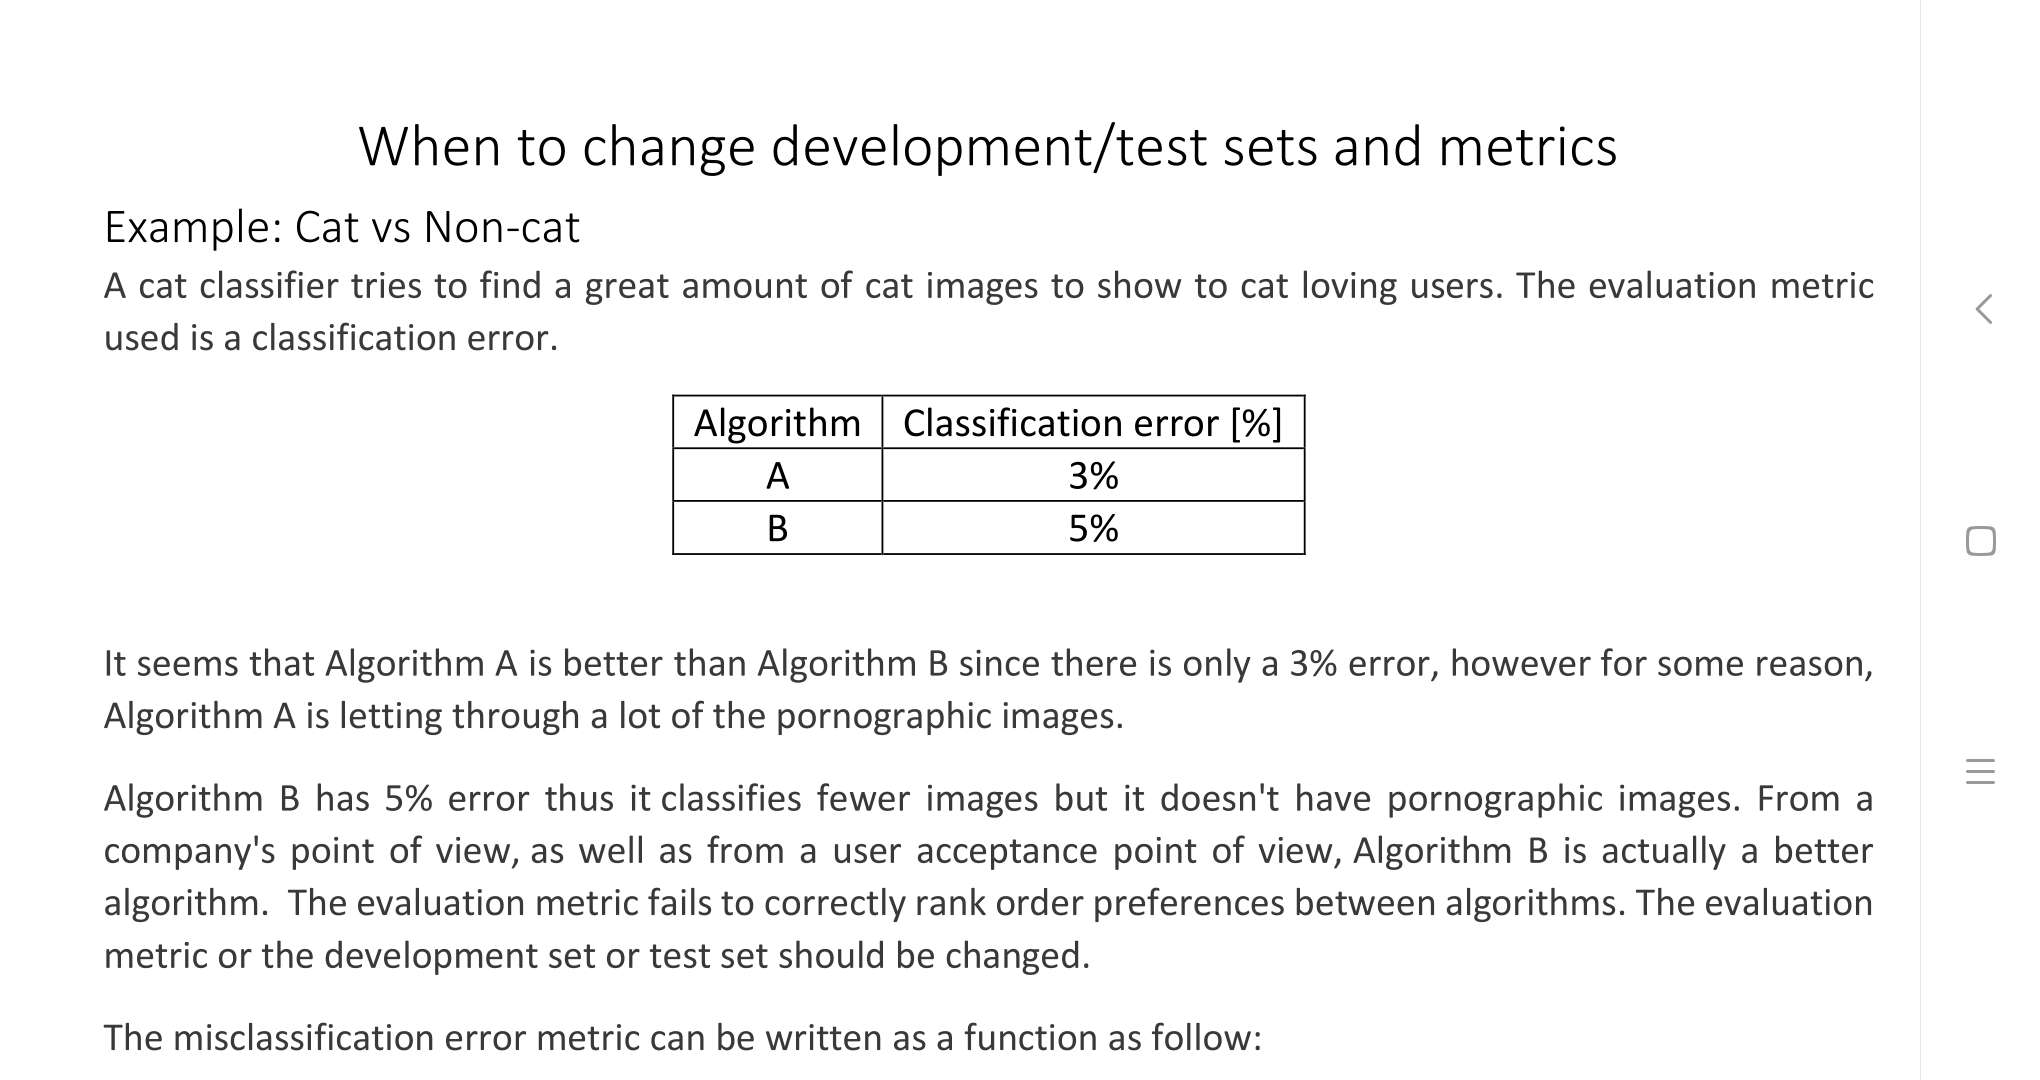 When to change development/test sets and metrics
Example: Cat vs Non-cat
A cat classifier tries to find a great amount of cat images to show to cat loving users. The evaluation metric
used is a classification error.
Algorithm Classification error [%]
A 3%
B 5%
It seems that Algorithm A is better than Algorithm B since there is only a 3% error, however for some reason,
Algorithm A is letting through a lot of the pornographic images.
Algorithm B has 5% error thus it classifies fewer images but it doesn't have pornographic images. From a
company's point of view, as well as from a user acceptance point of view, Algorithm B is actually a better
algorithm.  The evaluation metric fails to correctly rank order preferences between algorithms. The evaluation
metric or the development set or test set should be changed.
The misclassification error metric can be written as a function as follow: